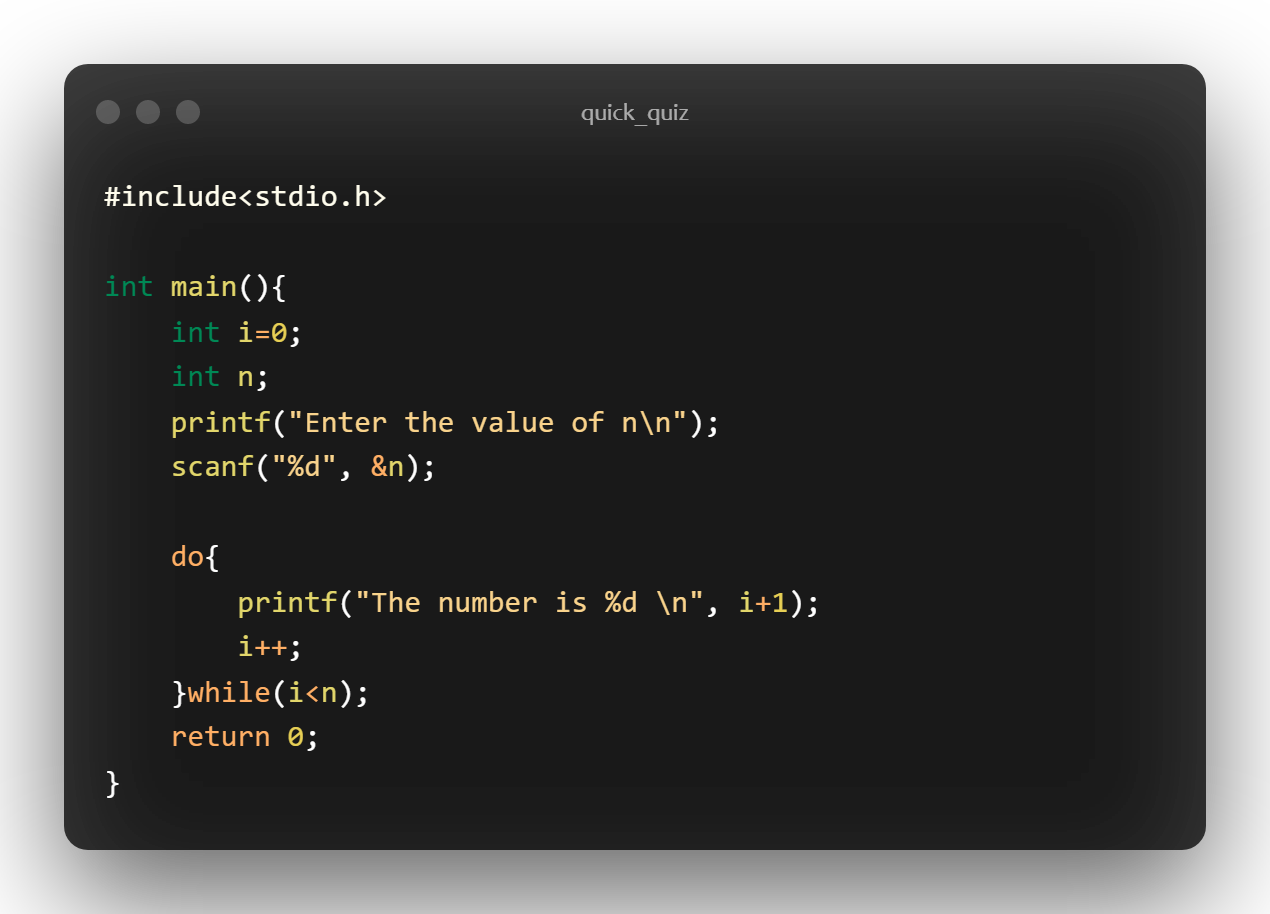 quick_quiz
#include<stdio.h>
int main(){
    int i=0;
    int n;
    printf("Enter the value of n\n");
    scanf("%d", &n);
    do{
        printf("The number is %d \n", i+1);
        i++;
    }while(i<n);
    return 0;
}